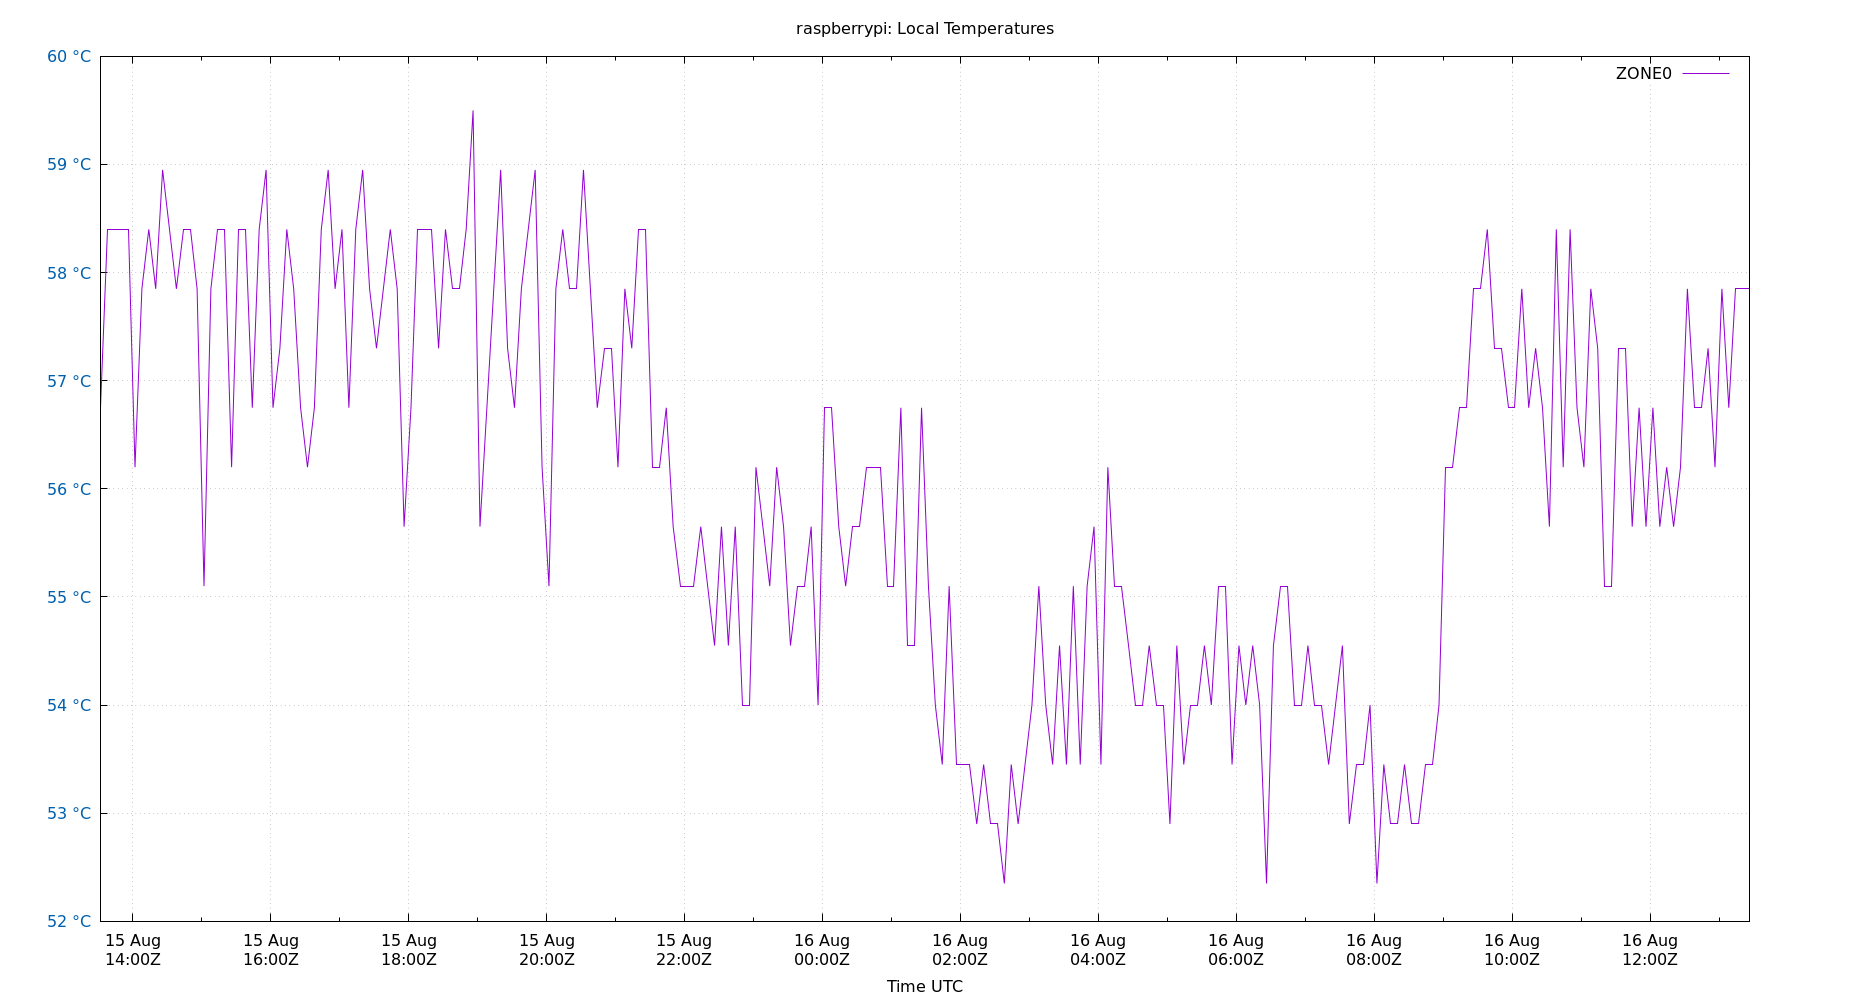 raspberrypi: Local Temperatures
ZONE0
60 °C
59 °C
58 °C
57 °C
56 °C
55 °C
54 °C
53 °C
52 °C
15 Aug 15 Aug 15 Aug 15 Aug 15 Aug 16 Aug 16 Aug 16 Aug 16 Aug 16 Aug 16 Aug 16 Aug
14:00Z 16:00Z 18:00Z 20:00Z 22:00Z 00:00Z 02:00Z 04:00Z 06:00Z 08:00Z 10:00Z 12:00Z
Time UTC